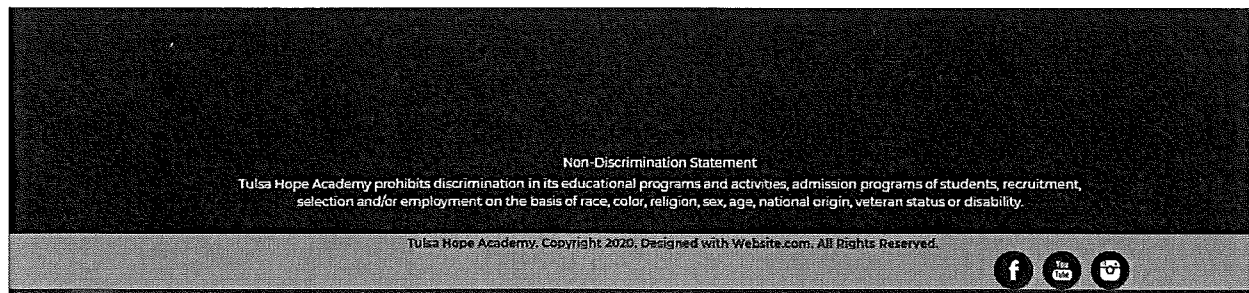 Non-Discrimination Statement
Tulsa Hope Academy prohibits discrimination in its educational programs and activities, admission programs of students, recruitment,
selection and/or employment on the basis of race, color, religion, sex, age, national origin, veteran status or disability.
Tulsa Hope Academy. Copyright 2020. Designed with Website.com. All Rights Reserved.
f
You
Tube